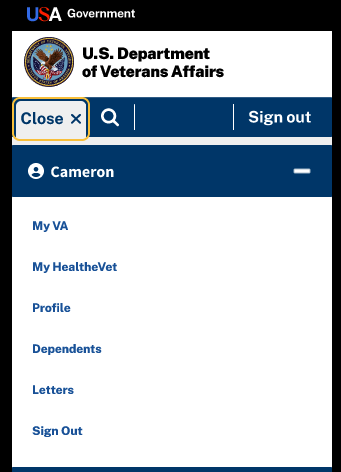 USA Government
U.S. Department
of Veterans Affairs
Close ×
Sign out
Cameron
My VA
My HealtheVet
Profile
Dependents
Letters
Sign Out